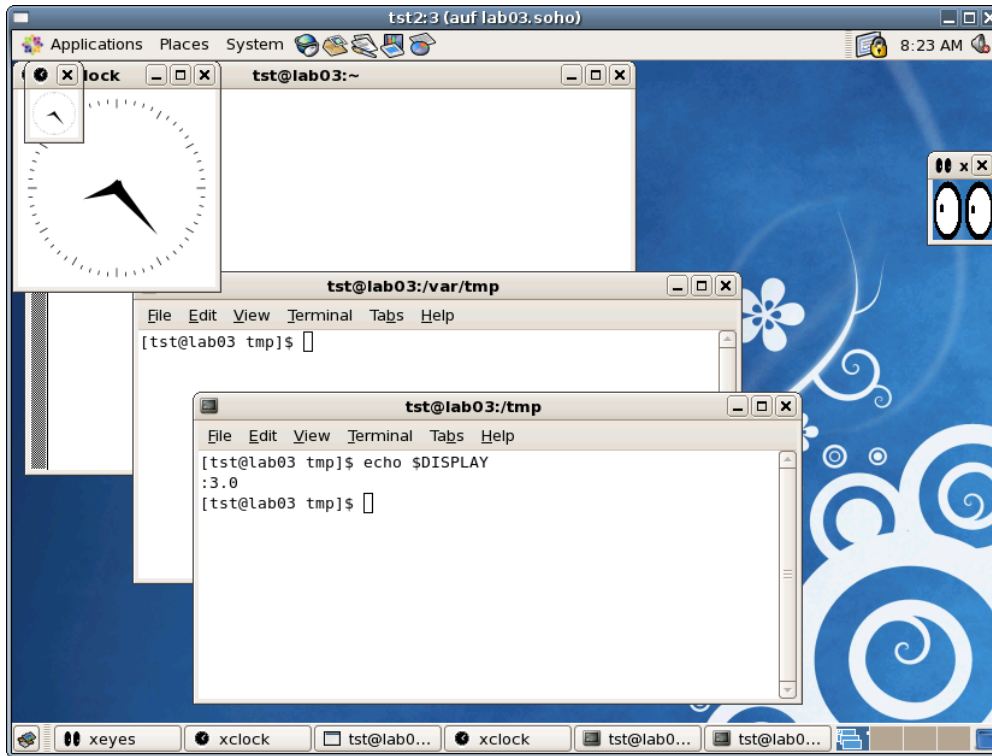 tst2:3 (auf lab03.soho)
Applications Places System 8:23 AM
lock
tst@lab03:~
x
tst@lab03:/var/tmp
File Edit View Terminal Tabs Help
[tst@lab03 tmp]$
tst@lab03:/tmp
File Edit View Terminal Tabs Help
[tst@lab03 tmp]$ echo $DISPLAY
:3.0
[tst@lab03 tmp]$
xeyes xclock tst@lab0... xclock tst@lab0... tst@lab0...